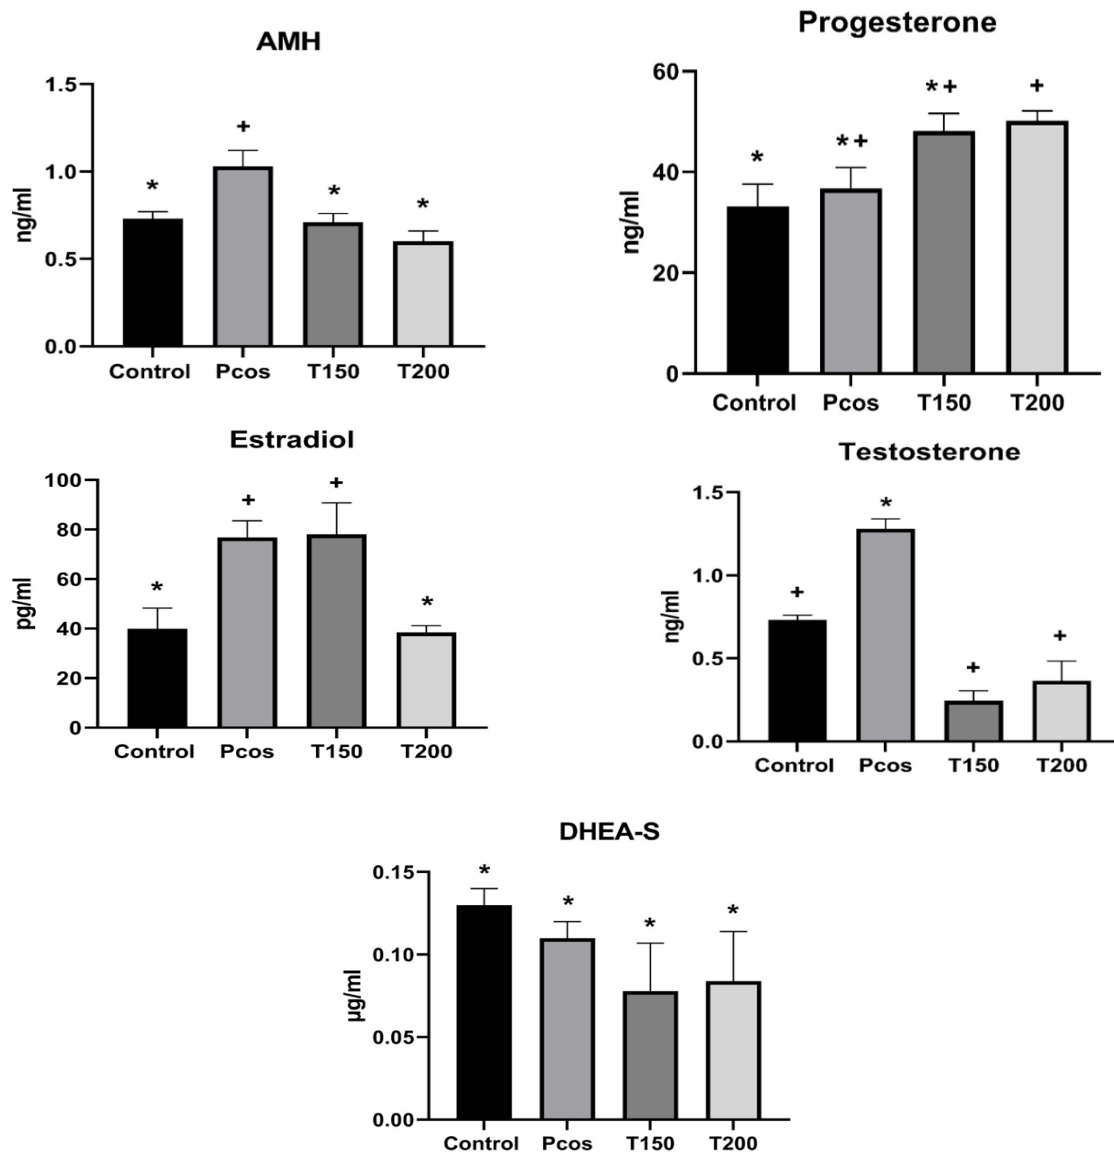 AMH
1.5
1.0
0.5
0.0
ng/ml
*
+
*
*
Control Pcos T150 T200
Progesterone
60
40
20
0
ng/ml
*
*+
*+
+
Control Pcos T150 T200
Estradiol
100
80
60
40
20
0
pg/ml
*
+
+
*
Control Pcos T150 T200
Testosterone
1.5
1.0
0.5
0.0
ng/ml
+
*
+
+
Control Pcos T150 T200
DHEA-S
0.15
0.10
0.05
0.00
µg/ml
*
*
*
*
Control Pcos T150 T200